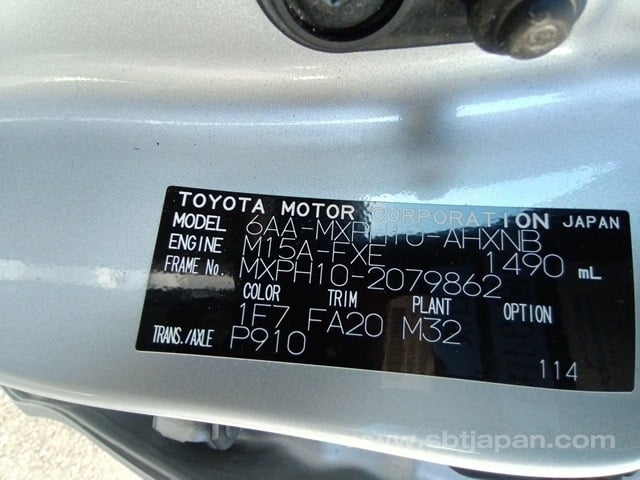 TOYOTA MOTOR CORPORATION JAPAN
MODEL 6AA-MXPH10-AHXNB
ENGINE M15A-FXE 1490 mL
FRAME No. MXPH10-2079862
COLOR TRIM PLANT OPTION
1F7 FA20 M32
TRANS./AXLE P910
114
www.sbtjapan.com